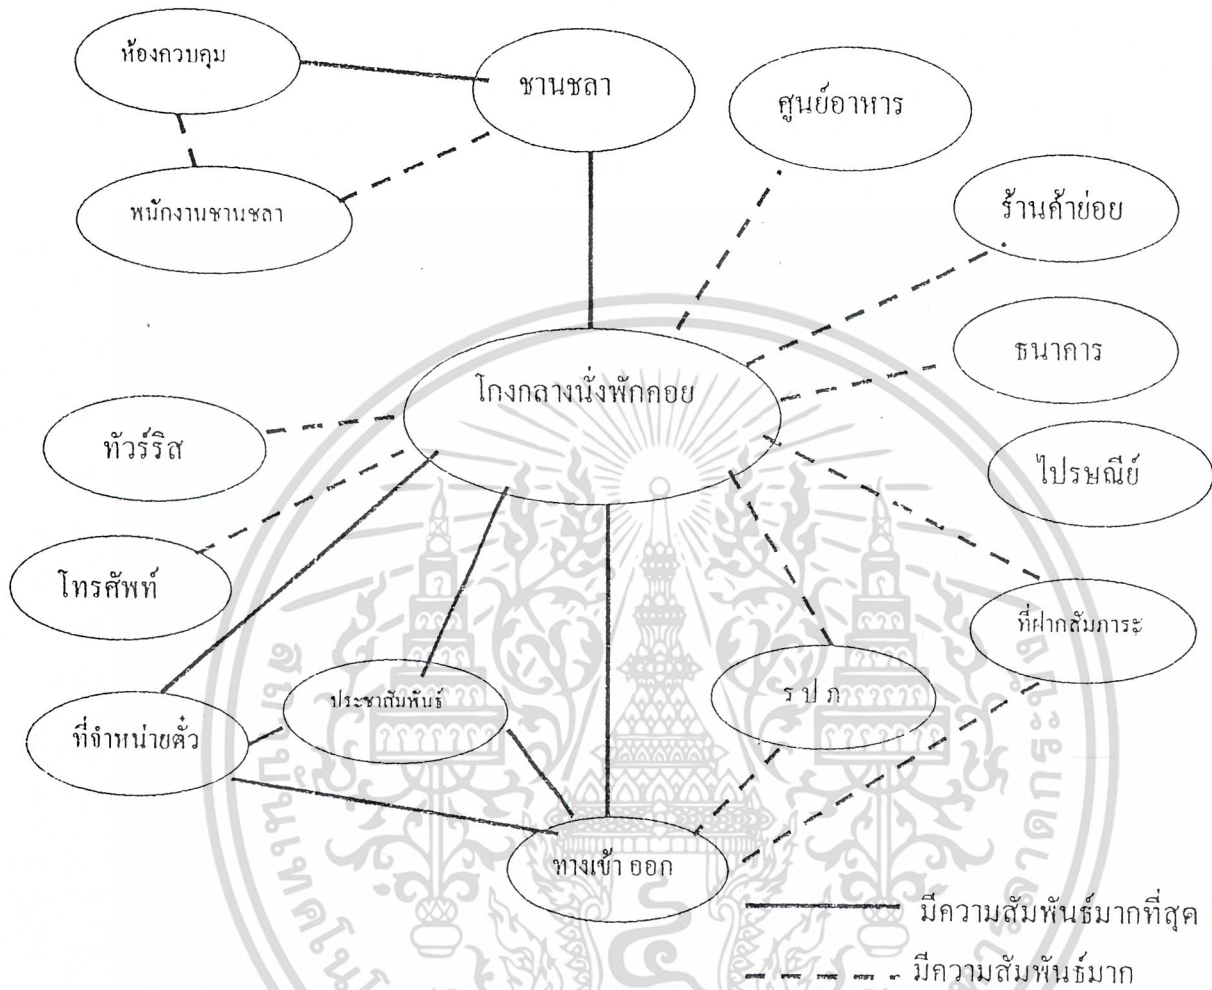 ห้องควบคุม
ชานชลา
ศูนย์อาหาร
พนักงานชานชลา
ร้านค้าย่อย
โถงกลางนั่งพักคอย
ธนาคาร
ทัวร์ริส
ไปรษณีย์
โทรศัพท์
ที่ฝากสัมภาระ
ประชาสัมพันธ์
ร ป ภ
ที่จำหน่ายตั๋ว
ทางเข้า ออก
มีความสัมพันธ์มากที่สุด
มีความสัมพันธ์มาก